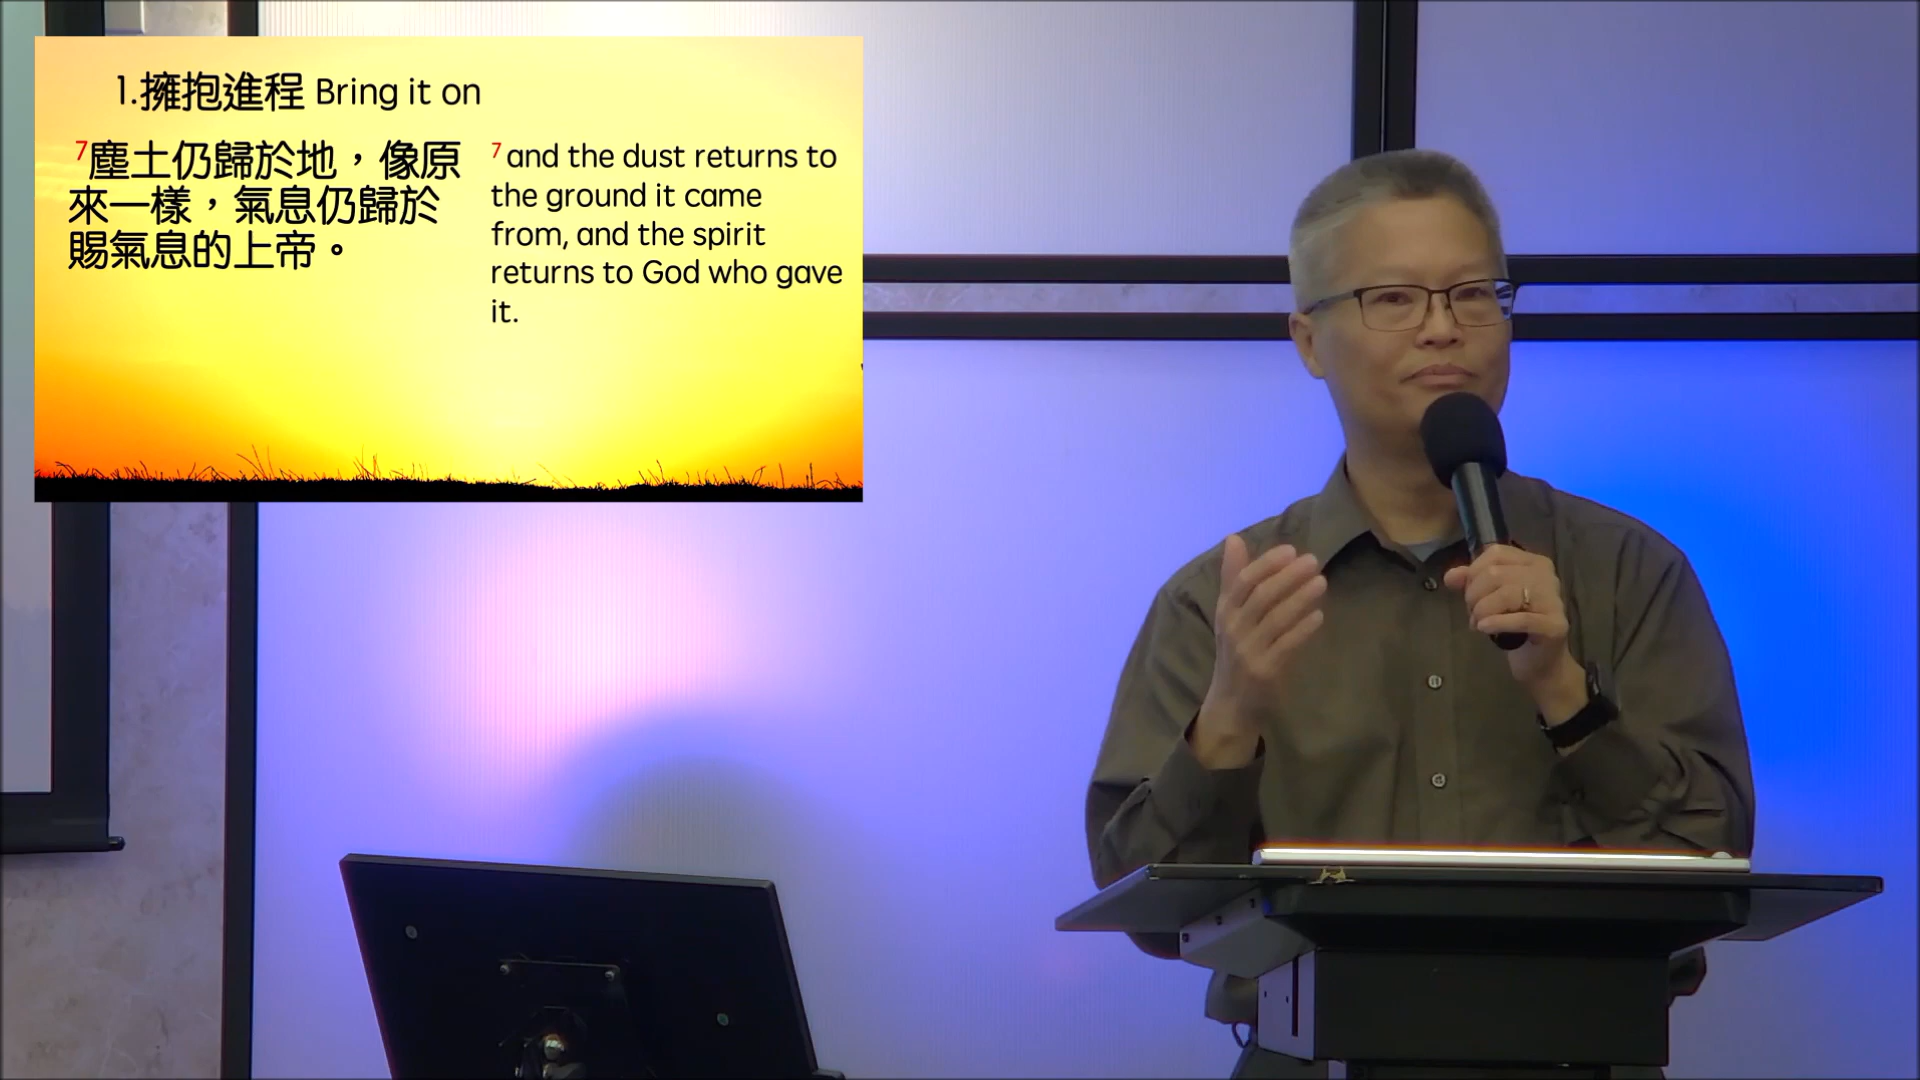 1.擁抱進程 Bring it on
7塵土仍歸於地，像原
來一樣，氣息仍歸於
賜氣息的上帝。
7 and the dust returns to
the ground it came
from, and the spirit
returns to God who gave
it.